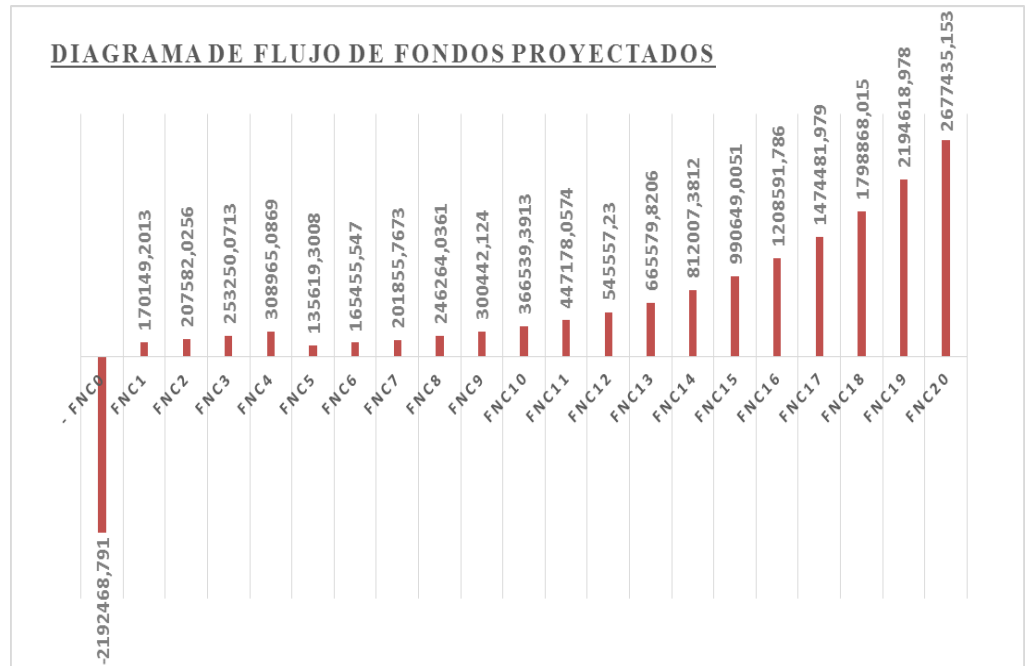 DIAGRAMA DE FLUJO DE FONDOS PROYECTADOS
-2192468,791
170149,2013
207582,0256
253250,0713
308965,0869
135619,3008
165455,547
201855,7673
246264,0361
300442,124
366539,3913
447178,0574
545557,23
665579,8206
812007,3812
990649,0051
1208591,786
1474481,979
1798868,015
2194618,978
2677435,153
- FNC0
FNC1
FNC2
FNC3
FNC4
FNC5
FNC6
FNC7
FNC8
FNC9
FNC10
FNC11
FNC12
FNC13
FNC14
FNC15
FNC16
FNC17
FNC18
FNC19
FNC20